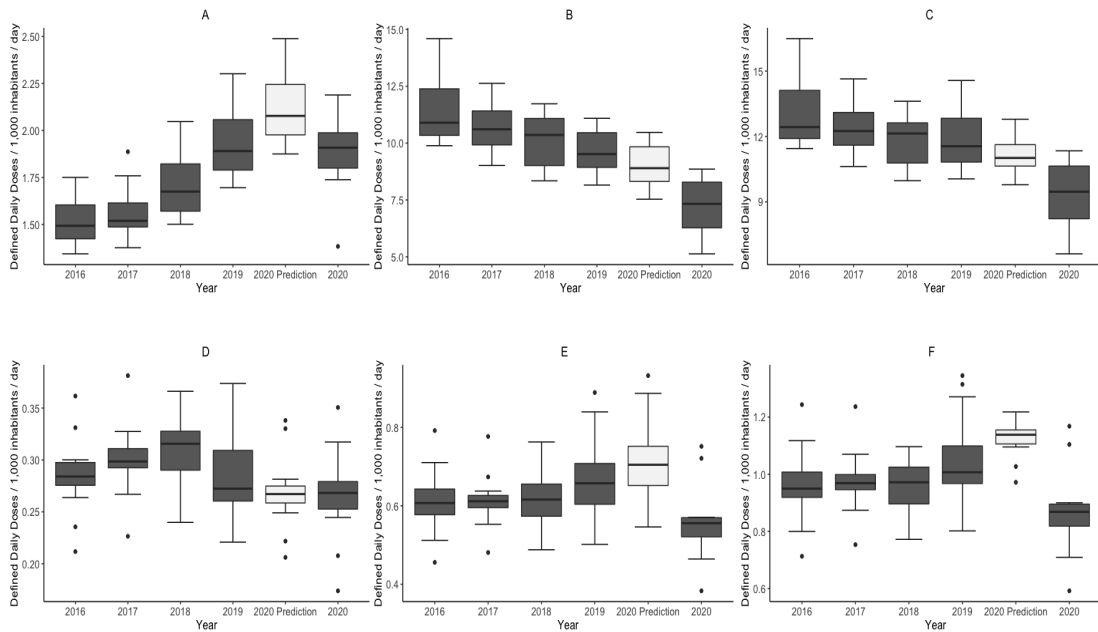 A
Defined Daily Doses / 1,000 inhabitants / day
2.50
2.25
2.00
1.75
1.50
2016 2017 2018 2019 2020 Prediction 2020
Year
B
Defined Daily Doses / 1,000 inhabitants / day
15.0
12.5
10.0
7.5
5.0
2016 2017 2018 2019 2020 Prediction 2020
Year
C
Defined Daily Doses / 1,000 inhabitants / day
15
12
9
2016 2017 2018 2019 2020 Prediction 2020
Year
D
Defined Daily Doses / 1,000 inhabitants / day
0.35
0.30
0.25
0.20
2016 2017 2018 2019 2020 Prediction 2020
Year
E
Defined Daily Doses / 1,000 inhabitants / day
0.8
0.6
0.4
2016 2017 2018 2019 2020 Prediction 2020
Year
F
Defined Daily Doses / 1,000 inhabitants / day
1.2
1.0
0.8
0.6
2016 2017 2018 2019 2020 Prediction 2020
Year